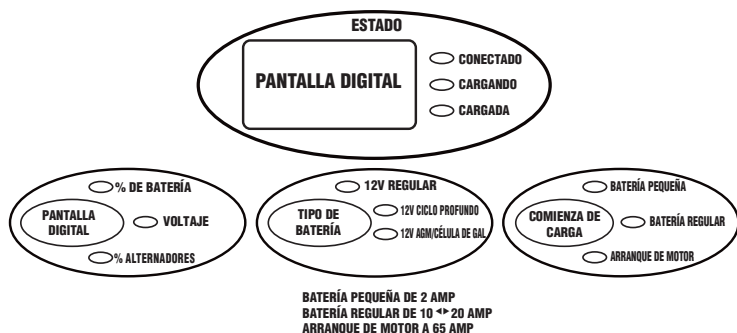 ESTADO
PANTALLA DIGITAL
CONECTADO
CARGANDO
CARGADA
% DE BATERÍA
PANTALLA
DIGITAL
VOLTAJE
% ALTERNADORES
12V REGULAR
TIPO DE
BATERÍA
12V CICLO PROFUNDO
12V AGM/CÉLULA DE GAL
BATERÍA PEQUEÑA
COMIENZA DE
CARGA
BATERÍA REGULAR
ARRANQUE DE MOTOR
BATERÍA PEQUEÑA DE 2 AMP
BATERÍA REGULAR DE 10 ◄► 20 AMP
ARRANQUE DE MOTOR A 65 AMP